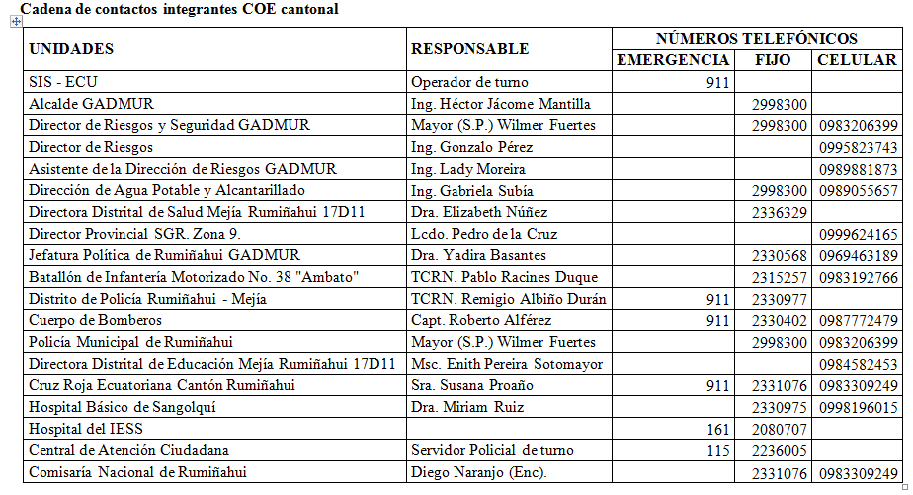 Cadena de contactos integrantes COE cantonal
UNIDADES RESPONSABLE NÚMEROS TELEFÓNICOS
EMERGENCIA FIJO CELULAR
SIS - ECU Operador de turno 911
Alcalde GADMUR Ing. Héctor Jácome Mantilla 2998300
Director de Riesgos y Seguridad GADMUR Mayor (S.P.) Wilmer Fuertes 2998300 0983206399
Director de Riesgos Ing. Gonzalo Pérez 0995823743
Asistente de la Dirección de Riesgos GADMUR Ing. Lady Moreira 0989881873
Dirección de Agua Potable y Alcantarillado Ing. Gabriela Subía 2998300 0989055657
Directora Distrital de Salud Mejía Rumiñahui 17D11 Dra. Elizabeth Núñez 2336329
Director Provincial SGR. Zona 9. Lcdo. Pedro de la Cruz 0999624165
Jefatura Política de Rumiñahui GADMUR Dra. Yadira Basantes 2330568 0969463189
Batallón de Infantería Motorizado No. 38 "Ambato" TCRN. Pablo Racines Duque 2315257 0983192766
Distrito de Policía Rumiñahui - Mejía TCRN. Remigio Albiño Durán 911 2330977
Cuerpo de Bomberos Capt. Roberto Alférez 911 2330402 0987772479
Policía Municipal de Rumiñahui Mayor (S.P.) Wilmer Fuertes 2998300 0983206399
Directora Distrital de Educación Mejía Rumiñahui 17D11 Msc. Enith Pereira Sotomayor 0984582453
Cruz Roja Ecuatoriana Cantón Rumiñahui Sra. Susana Proaño 911 2331076 0983309249
Hospital Básico de Sangolquí Dra. Miriam Ruiz 2330975 0998196015
Hospital del IESS 161 2080707
Central de Atención Ciudadana Servidor Policial de turno 115 2236005
Comisaría Nacional de Rumiñahui Diego Naranjo (Enc). 2331076 0983309249